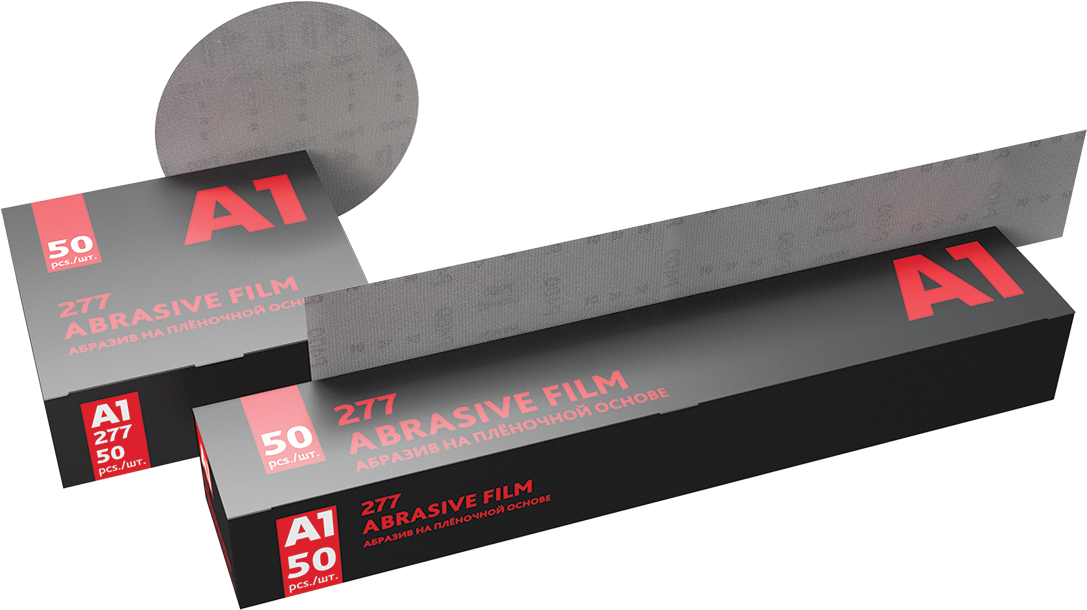 A1
50
pcs./шт.
277
ABRASIVE FILM
АБРАЗИВ НА ПЛЁНОЧНОЙ
A1
277
50
pcs./шт.
A1
50
pcs./шт.
277
ABRASIVE FILM
АБРАЗИВ НА ПЛЁНОЧНОЙ ОСНОВЕ
A1
50
pcs./шт.
277
ABRASIVE FILM
АБРАЗИВ НА ПЛЁНОЧНОЙ ОСНОВЕ
A1